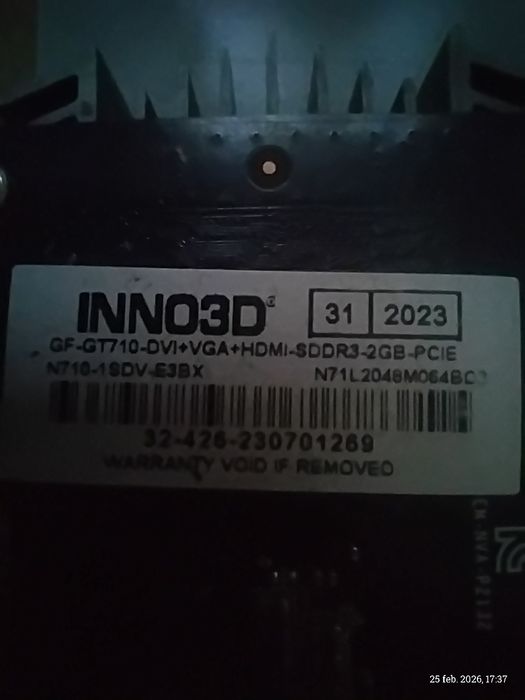 INNO3D®
31 2023
GF-GT710-DVI+VGA+HDMI-SDDR3-2GB-PCIE
N710-1SDV-E3BX N71L2048M064BC
32-426-230701269
WARRANTY VOID IF REMOVED
25 feb. 2026, 17:37